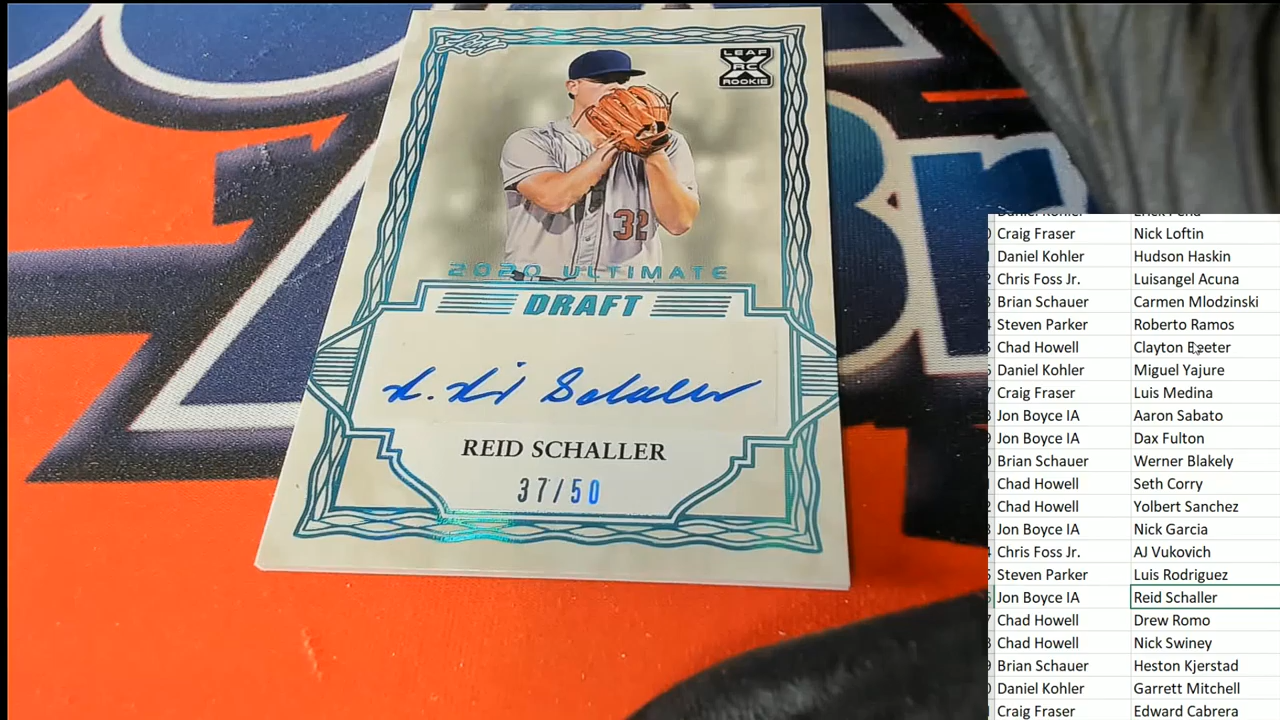 Leaf
LEAF
X
RC
ROOKIE
32
2020 ULTIMATE
DRAFT
REID SCHALLER
37/50
Craig Fraser Nick Loftin
Daniel Kohler Hudson Haskin
Chris Foss Jr. Luisangel Acuna
Brian Schauer Carmen Mlodzinski
Steven Parker Roberto Ramos
Chad Howell Clayton Beeter
Daniel Kohler Miguel Yajure
Craig Fraser Luis Medina
Jon Boyce IA Aaron Sabato
Jon Boyce IA Dax Fulton
Brian Schauer Werner Blakely
Chad Howell Seth Corry
Chad Howell Yolbert Sanchez
Jon Boyce IA Nick Garcia
Chris Foss Jr. AJ Vukovich
Steven Parker Luis Rodriguez
Jon Boyce IA Reid Schaller
Chad Howell Drew Romo
Chad Howell Nick Swiney
Brian Schauer Heston Kjerstad
Daniel Kohler Garrett Mitchell
Craig Fraser Edward Cabrera